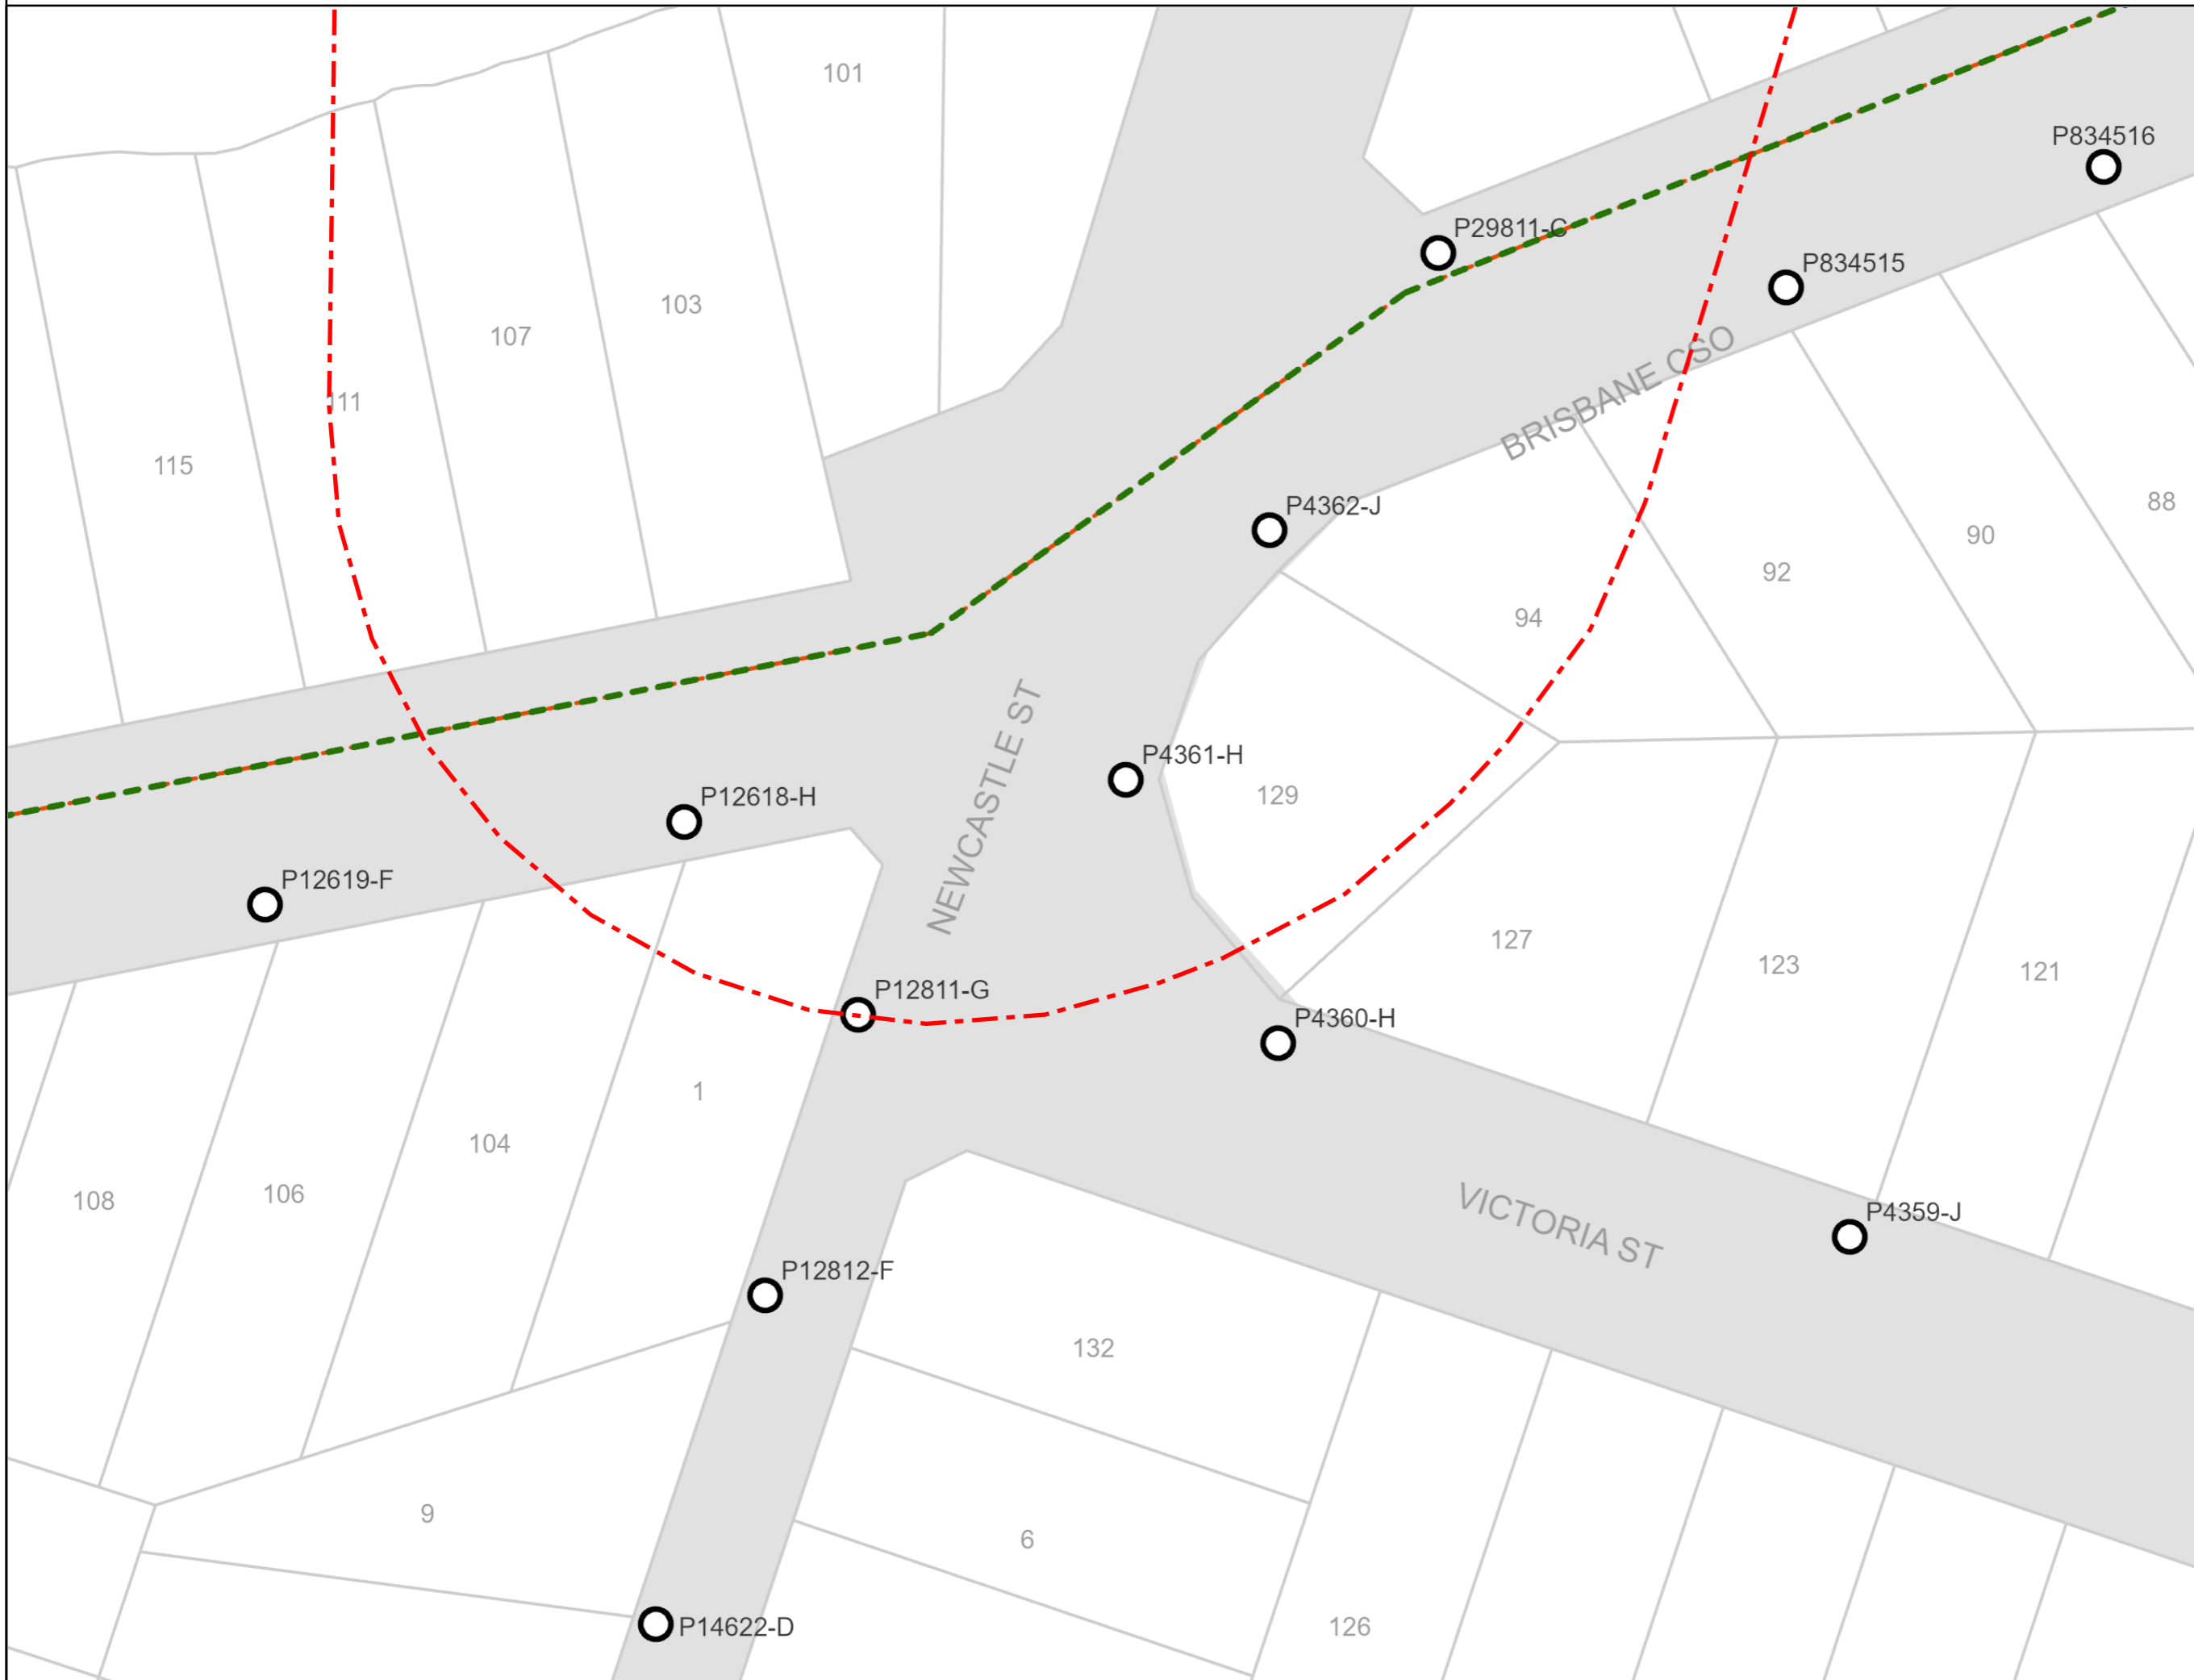 101
P834516
P29811-C
P834515
103
107
BRISBANE CSO
111
115
88
P4362-J
90
92
94
NEWCASTLE ST
P4361-H
129
P12618-H
P12619-F
127
123
121
P12811-G
P4360-H
1
104
106
108
P4359-J
VICTORIA ST
P12812-F
132
9
6
P14622-D
126